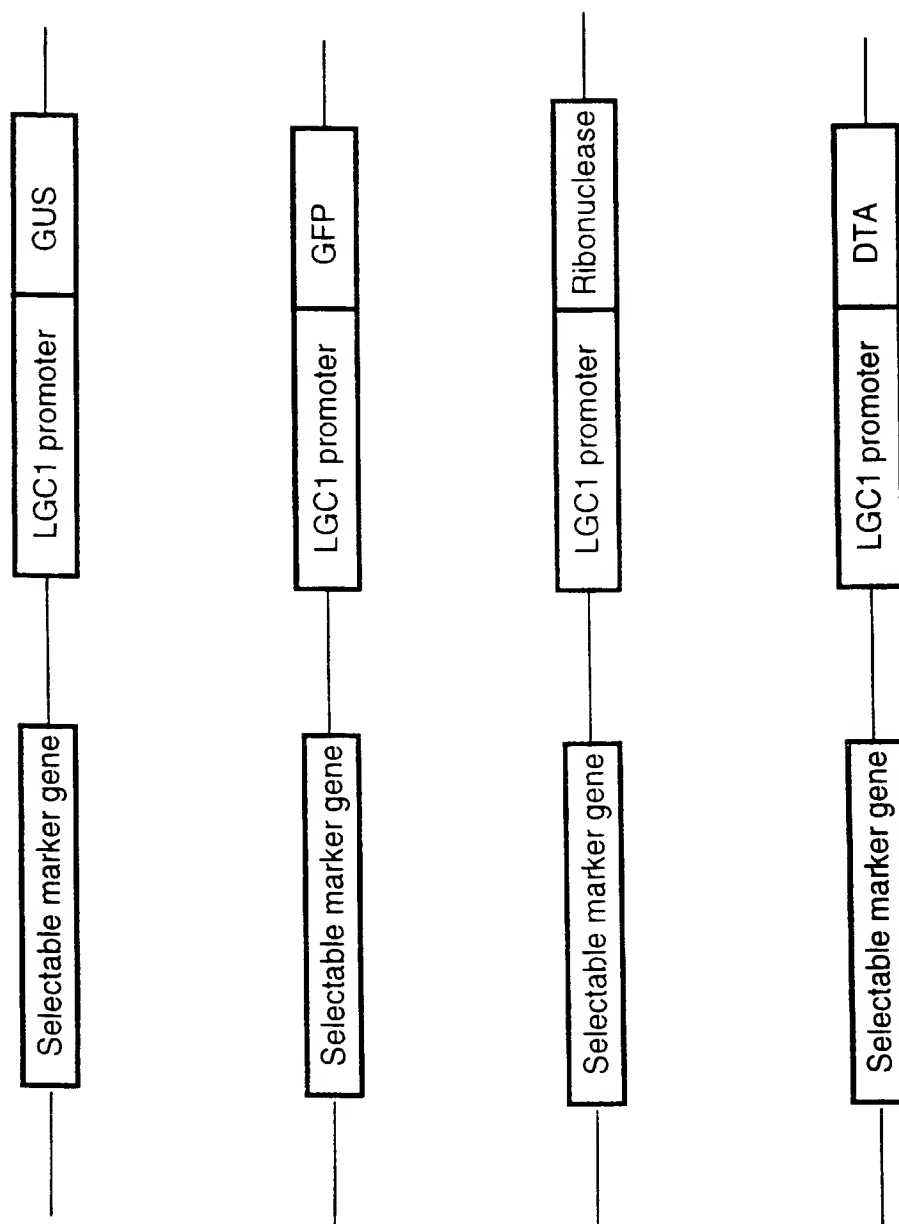 Selectable marker gene
LGC1 promoter
GUS
Selectable marker gene
LGC1 promoter
GFP
Selectable marker gene
LGC1 promoter
Ribonuclease
Selectable marker gene
LGC1 promoter
DTA